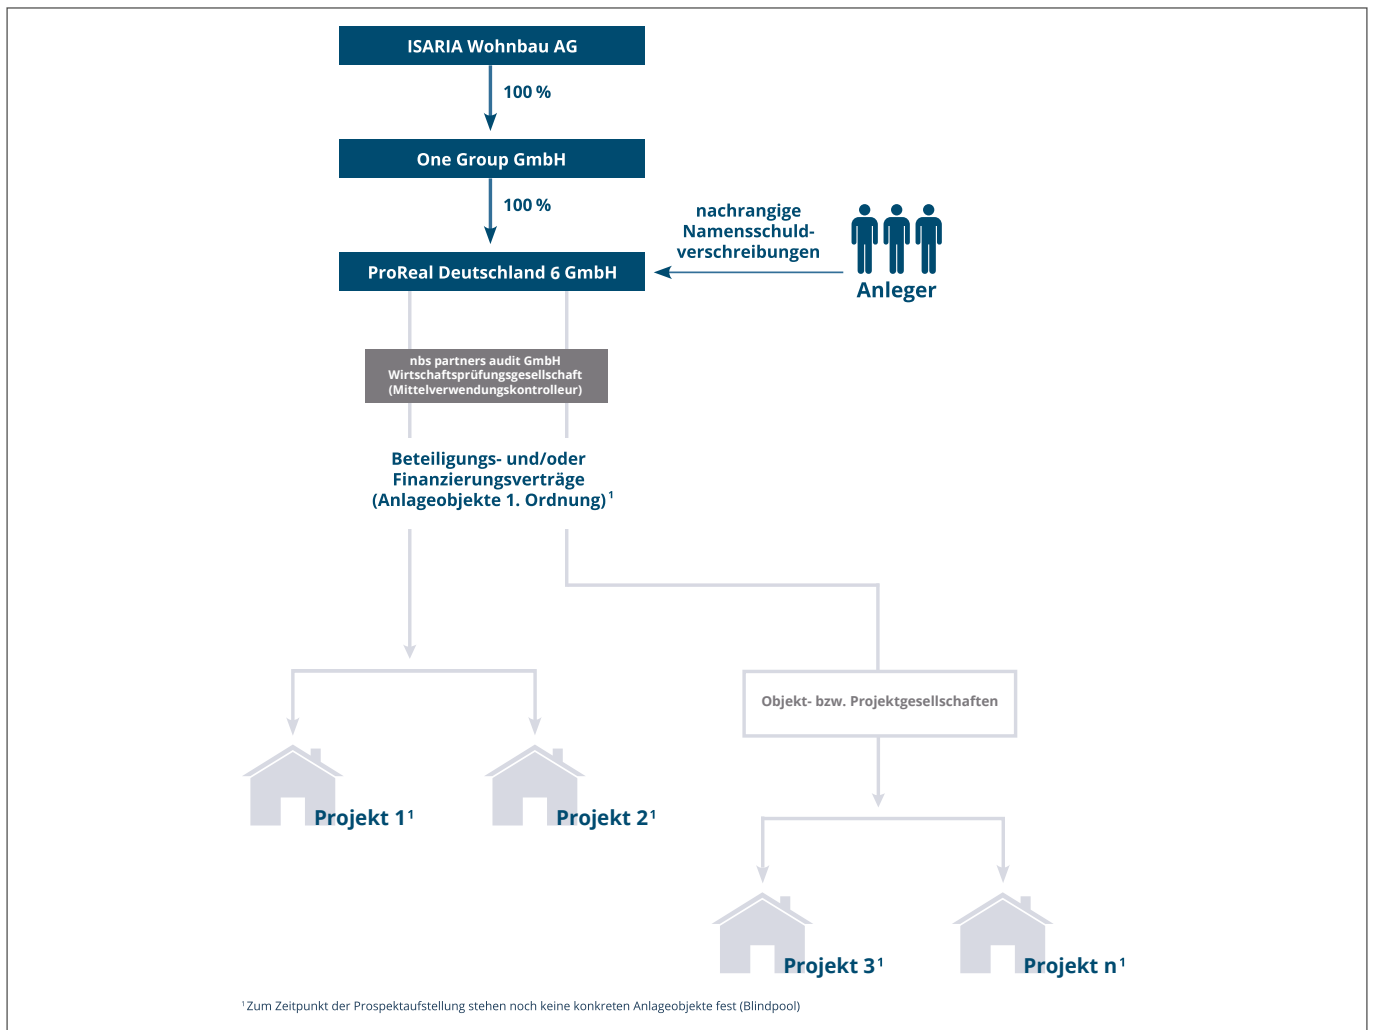 ISARIA Wohnbau AG
100 %
One Group GmbH
100 %
nachrangige
Namensschuld-
verschreibungen
Anleger
ProReal Deutschland 6 GmbH
nbs partners audit GmbH
Wirtschaftsprüfungsgesellschaft
(Mittelverwendungskontrolleur)
Beteiligungs- und/oder
Finanzierungsverträge
(Anlageobjekte 1. Ordnung) ¹
Objekt- bzw. Projektgesellschaften
Projekt 1¹
Projekt 2¹
Projekt 3¹
Projekt n¹
¹ Zum Zeitpunkt der Prospektaufstellung stehen noch keine konkreten Anlageobjekte fest (Blindpool)